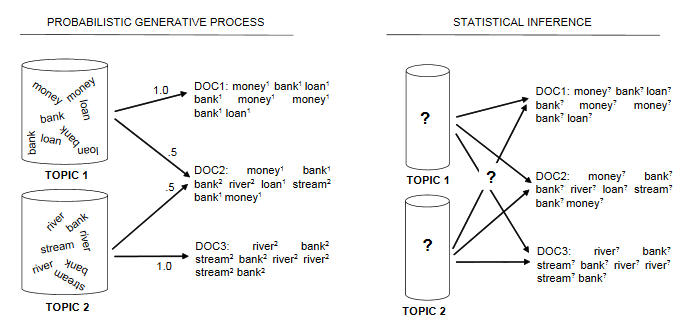 PROBABILISTIC GENERATIVE PROCESS
money
money
loan
bank
bank
bank
loan
loan
TOPIC 1
1.0
.5
DOC1: money¹ bank¹ loan¹
bank¹ money¹ money¹
bank¹ loan¹
DOC2: money¹ bank¹
bank² river² loan¹ stream²
bank¹ money¹
river
bank
stream
river
river
bank
stream
TOPIC 2
.5
1.0
DOC3: river² bank²
stream² bank² river² river²
stream² bank²
STATISTICAL INFERENCE
?
TOPIC 1
?
?
TOPIC 2
DOC1: money? bank? loan?
bank? money? money?
bank? loan?
DOC2: money? bank?
bank? river? loan? stream?
bank? money?
DOC3: river? bank?
stream? bank? river? river?
stream? bank?